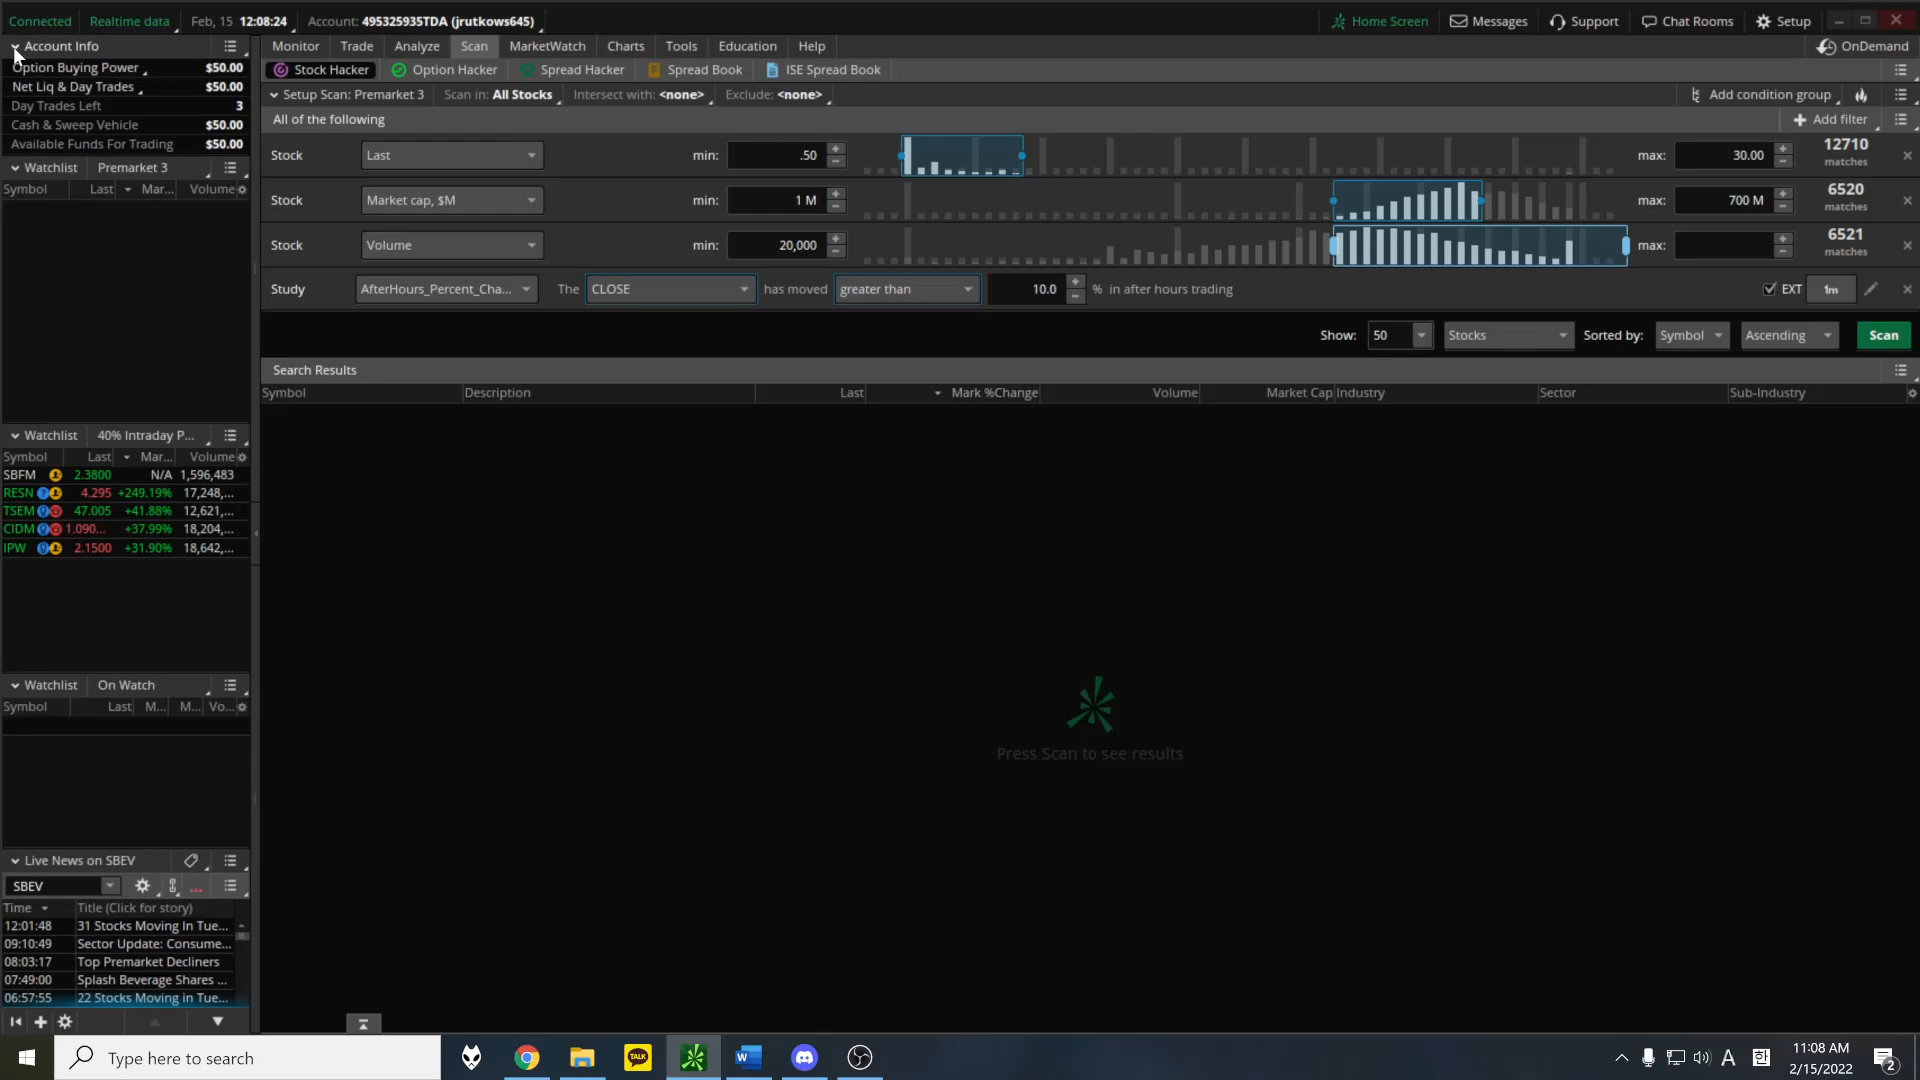 Connected Realtime data Feb, 15 12:08:24 Account: 495325935TDA (jrutkows645) Home Screen Messages Support Chat Rooms Setup
Account Info Monitor Trade Analyze Scan MarketWatch Charts Tools Education Help OnDemand
Option Buying Power $50.00 Stock Hacker Option Hacker Spread Hacker Spread Book ISE Spread Book
Net Liq & Day Trades $50.00 Setup Scan: Premarket 3 Scan in: All Stocks Intersect with: <none> Exclude: <none> Add condition group
Day Trades Left 3
Cash & Sweep Vehicle $50.00
Available Funds For Trading $50.00
All of the following Add filter
Watchlist Premarket 3
Symbol Last Mar... Volume
Stock Last min: .50 max: 30.00 12710 matches
Stock Market cap, $M min: 1 M max: 700 M 6520 matches
Stock Volume min: 20,000 max: 6521 matches
Study AfterHours_Percent_Cha... The CLOSE has moved greater than 10.0 % in after hours trading EXT 1m
Show: 50 Stocks Sorted by: Symbol Ascending Scan
Search Results
Symbol Description Last Mark %Change Volume Market Cap Industry Sector Sub-Industry
Press Scan to see results
Watchlist 40% Intraday P...
Symbol Last Mar... Volume
SBFM 2.3800 N/A 1,596,483
RESN 4.295 +249.19% 17,248,...
TSEM 47.005 +41.88% 12,621,...
CIDM 1.090... +37.99% 18,204,...
IPW 2.1500 +31.90% 18,642,...
Watchlist On Watch
Symbol Last M... M... Vo...
Live News on SBEV
SBEV ...
Time Title (Click for story)
12:01:48 31 Stocks Moving In Tue...
09:10:49 Sector Update: Consume...
08:03:17 Top Premarket Decliners
07:49:00 Splash Beverage Shares ...
06:57:55 22 Stocks Moving in Tue...
Type here to search TALK A 한 11:08 AM
2/15/2022 2